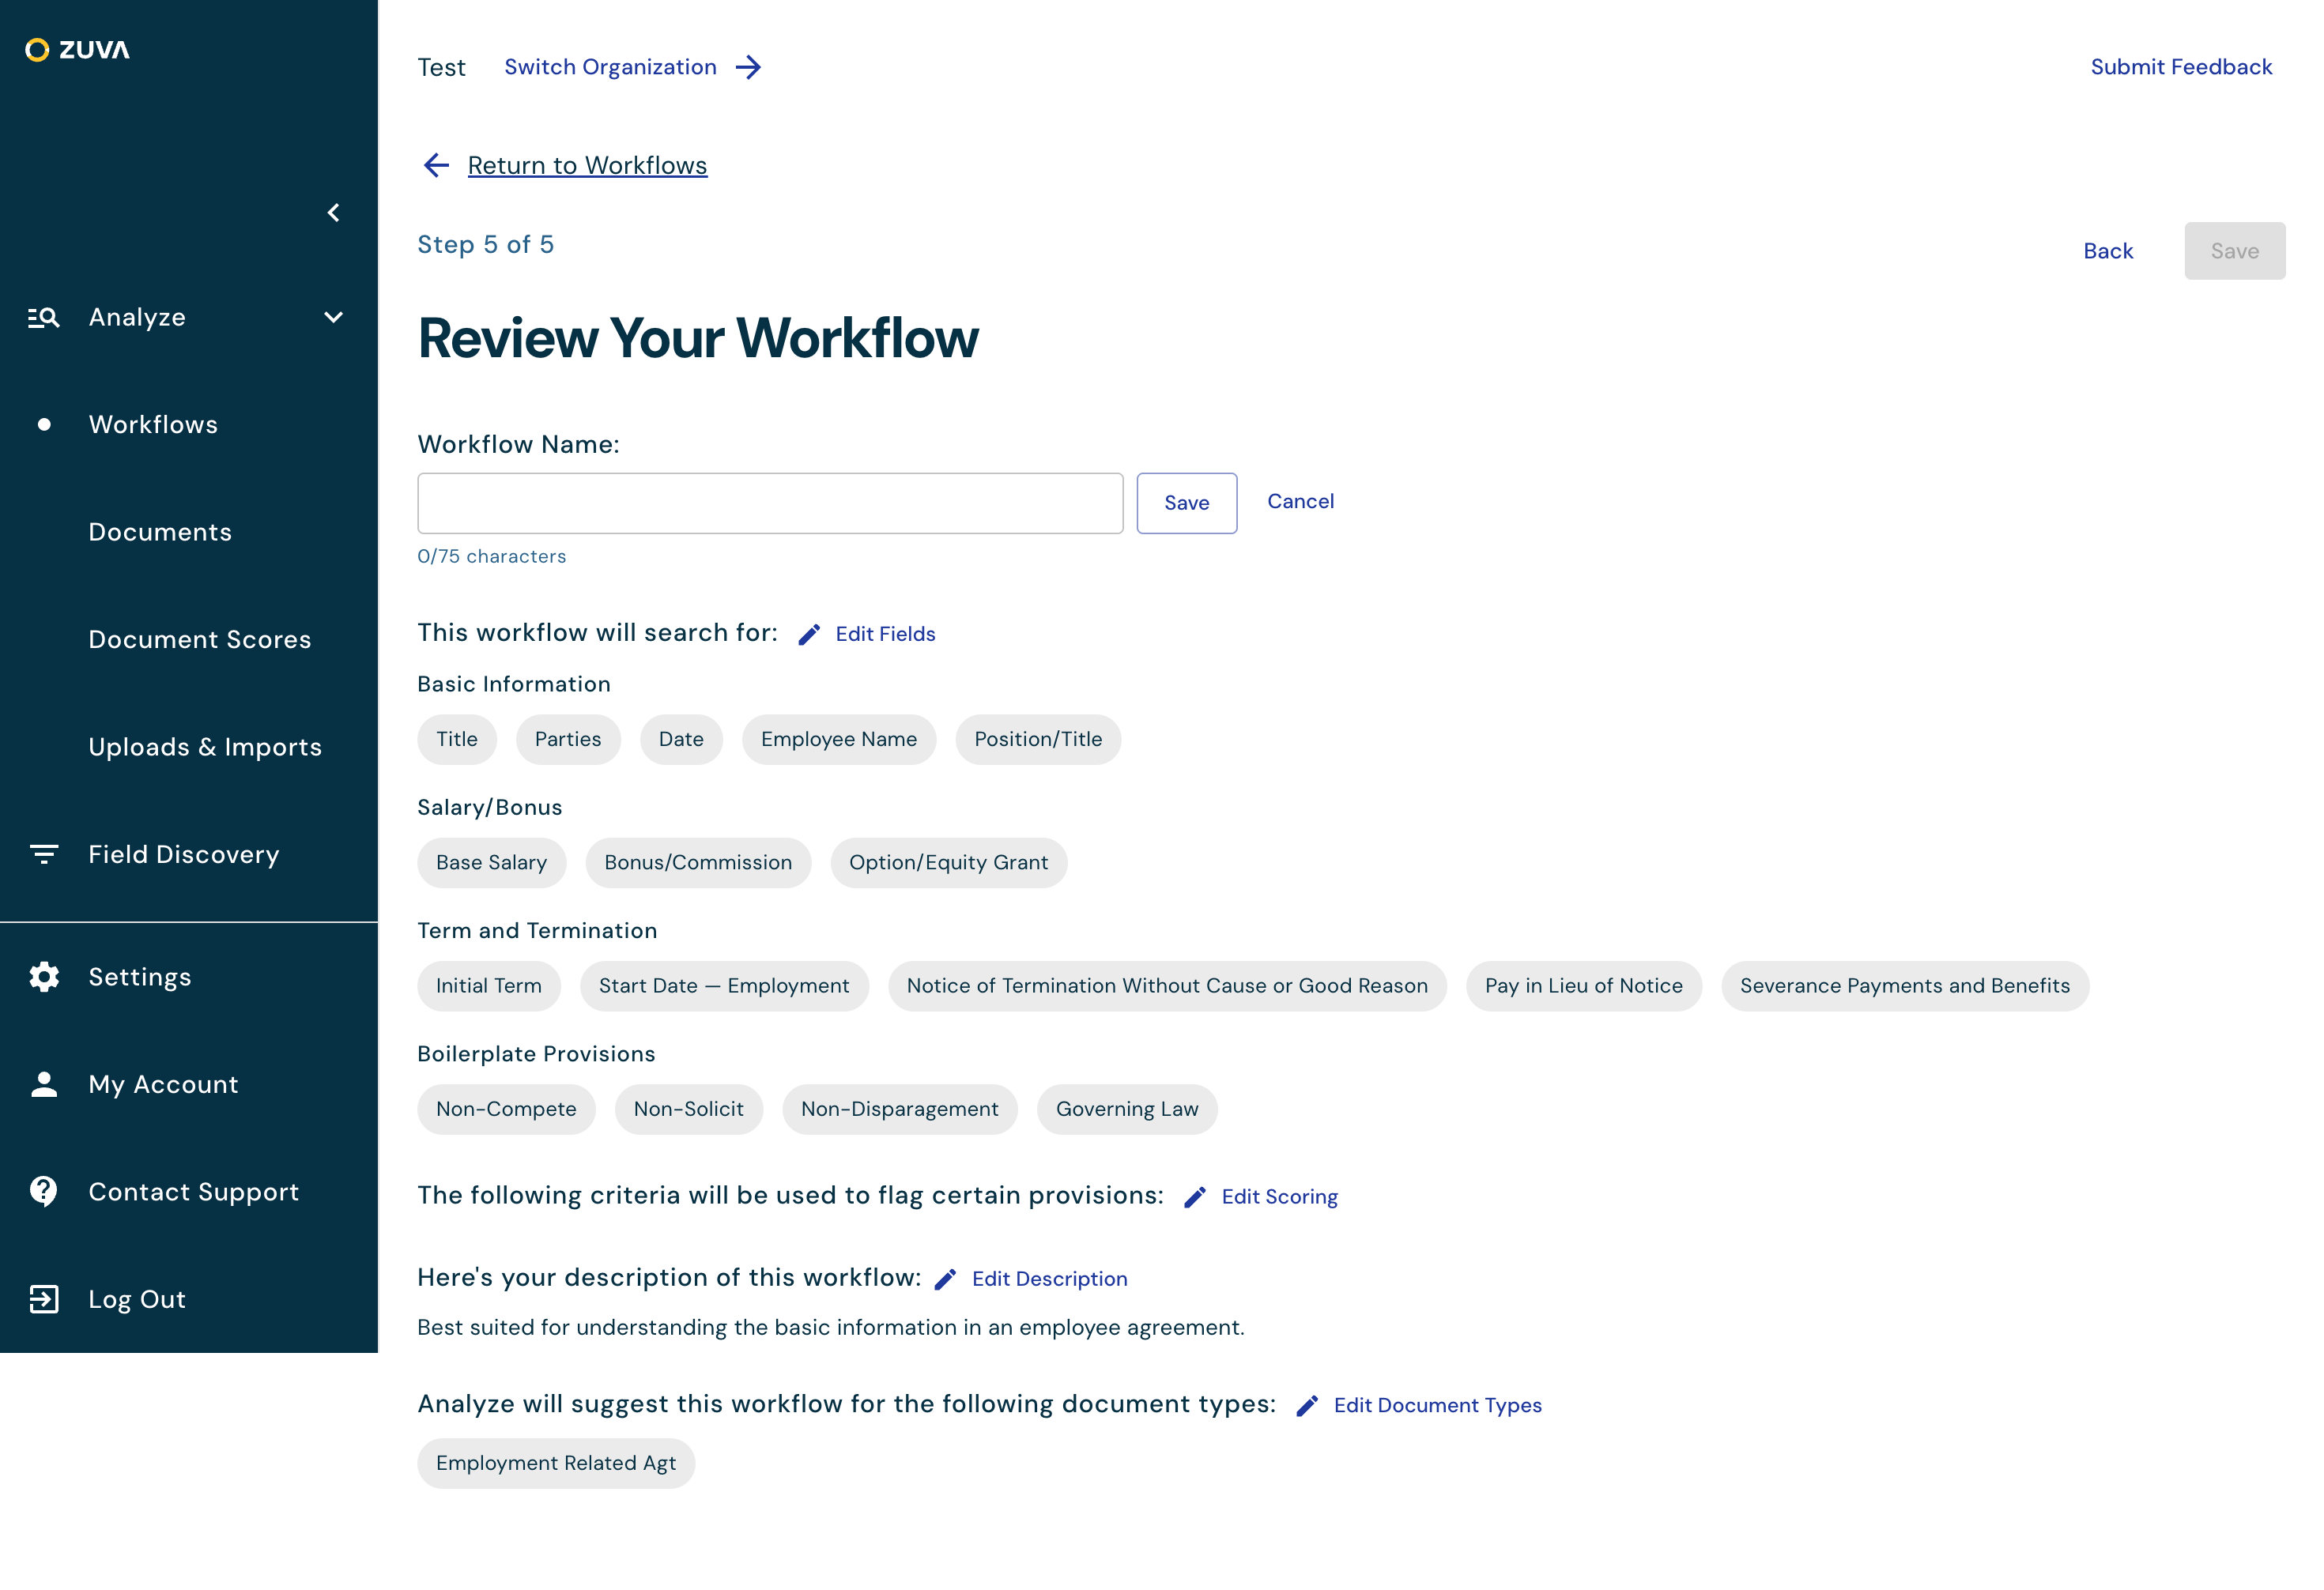 ZUVA
Analyze
Workflows
Documents
Document Scores
Uploads & Imports
Field Discovery
Settings
My Account
Contact Support
Log Out
Test Switch Organization Submit Feedback
Return to Workflows
Step 5 of 5
Back Save
Review Your Workflow
Workflow Name:
Save Cancel
0/75 characters
This workflow will search for: Edit Fields
Basic Information
Title Parties Date Employee Name Position/Title
Salary/Bonus
Base Salary Bonus/Commission Option/Equity Grant
Term and Termination
Initial Term Start Date — Employment Notice of Termination Without Cause or Good Reason Pay in Lieu of Notice Severance Payments and Benefits
Boilerplate Provisions
Non-Compete Non-Solicit Non-Disparagement Governing Law
The following criteria will be used to flag certain provisions: Edit Scoring
Here's your description of this workflow: Edit Description
Best suited for understanding the basic information in an employee agreement.
Analyze will suggest this workflow for the following document types: Edit Document Types
Employment Related Agt